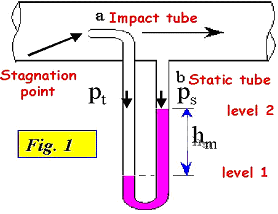 a Impact tube
Stagnation
point
b Static tube
pt
ps
level 2
hm
Fig. 1
level 1